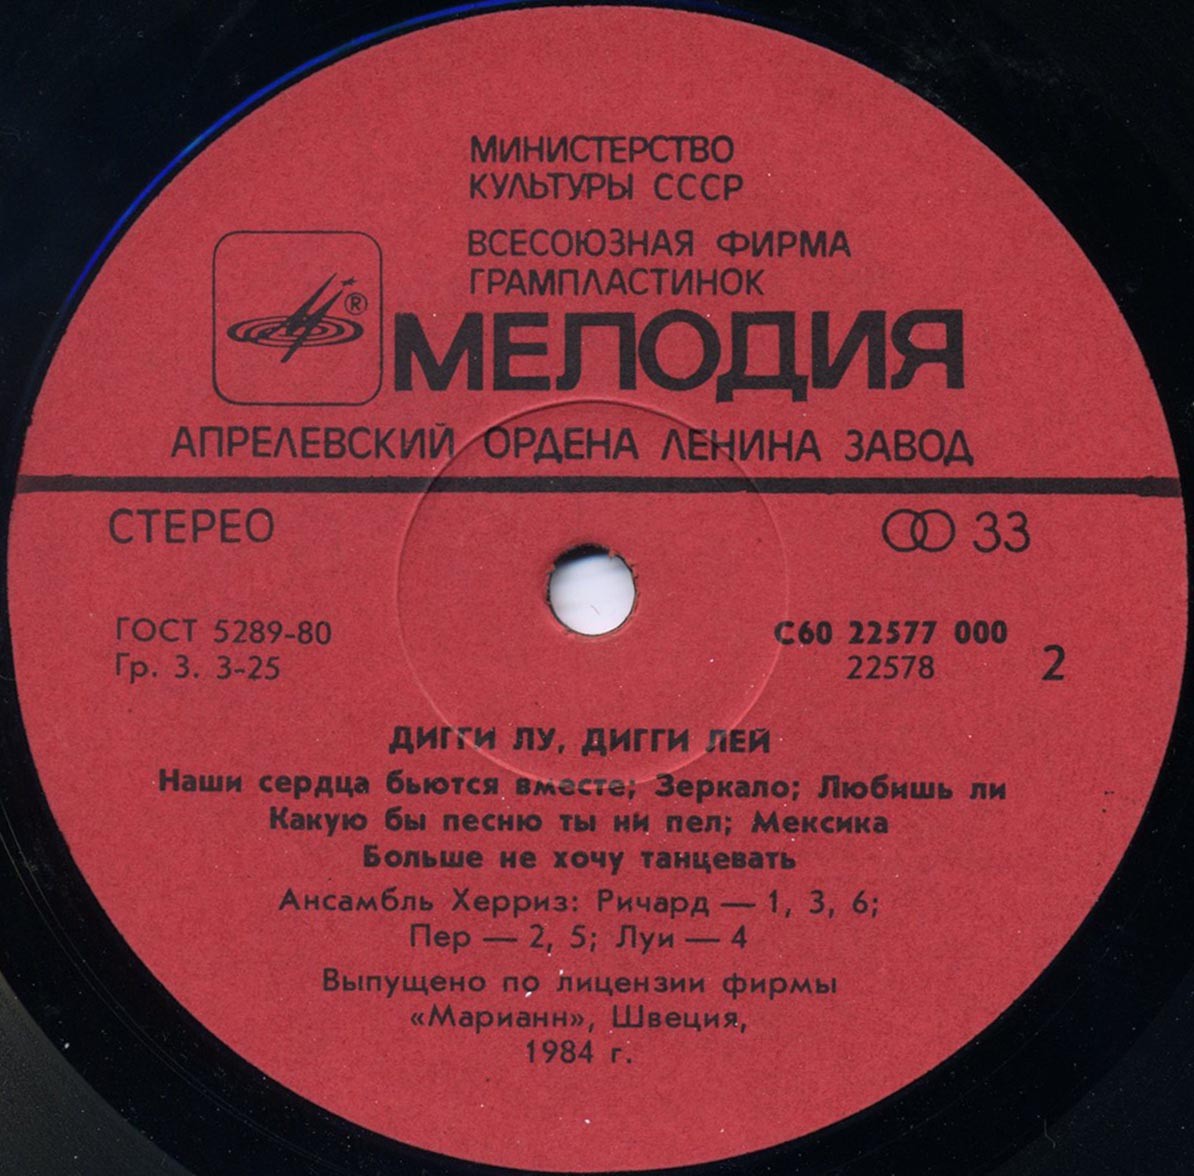 МИНИСТЕРСТВО
КУЛЬТУРЫ СССР
ВСЕСОЮЗНАЯ ФИРМА
ГРАМПЛАСТИНОК
®
МЕЛОДИЯ
АПРЕЛЕВСКИЙ ОРДЕНА ЛЕНИНА ЗАВОД
СТЕРЕО 33
ГОСТ 5289-80 С60 22577 000
Гр. 3. 3-25 22578 2
ДИГГИ ЛУ, ДИГГИ ЛЕЙ
Наши сердца бьются вместе; Зеркало; Любишь ли
Какую бы песню ты ни пел; Мексика
Больше не хочу танцевать
Ансамбль Херриз: Ричард — 1, 3, 6;
Пер — 2, 5; Луи — 4
Выпущено по лицензии фирмы
«Марианн», Швеция,
1984 г.